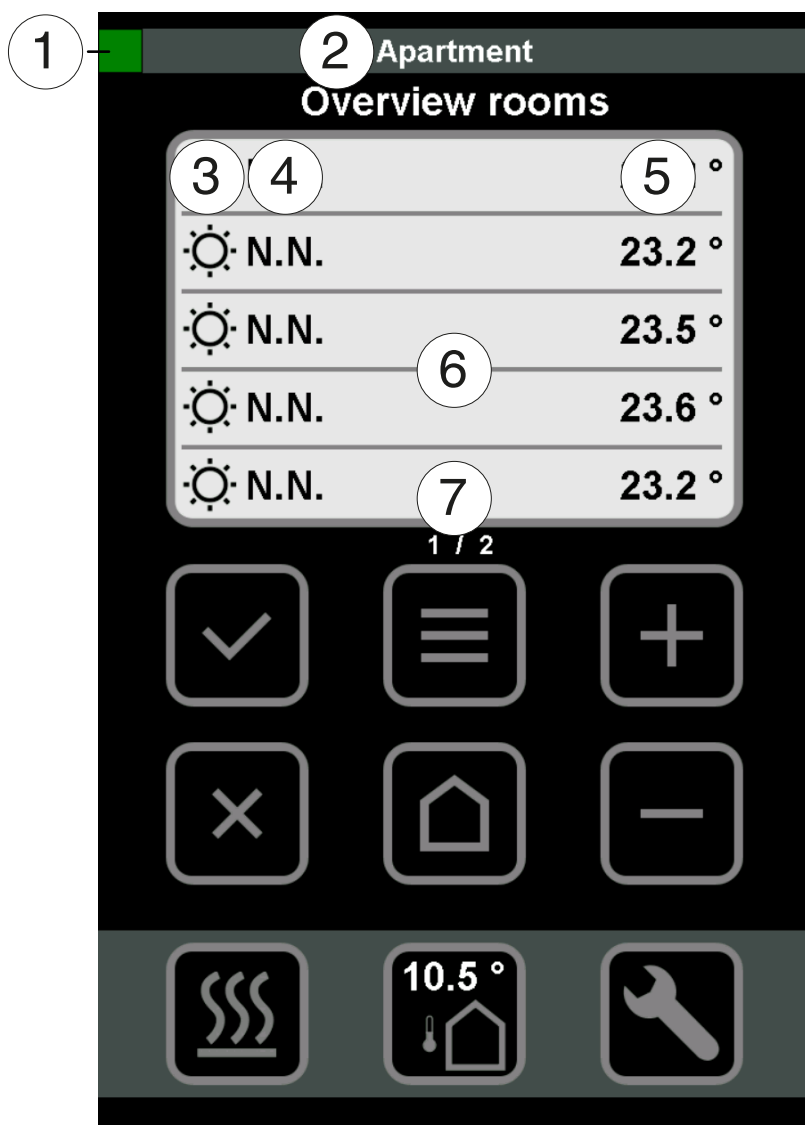 1
2 Apartment
Overview rooms
3 4 5 °
N.N. 23.2 °
N.N. 23.5 °
6
N.N. 23.6 °
N.N. 23.2 °
7
1 / 2
10.5 °